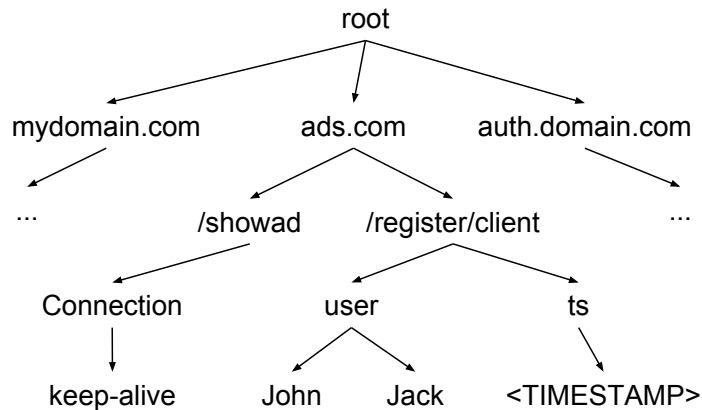 root
mydomain.com ads.com auth.domain.com
... ...
/showad /register/client
Connection user ts
keep-alive John Jack <TIMESTAMP>